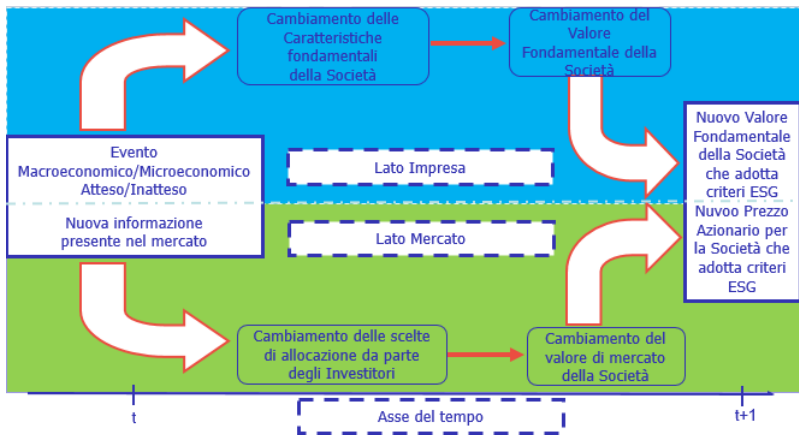 Cambiamento delle
Caratteristiche
fondamentali
della Società
Cambiamento del
Valore
Fondamentale della
Società
Evento
Macroeconomico/Microeconomico
Atteso/Inatteso
Lato Impresa
Nuovo Valore
Fondamentale
della Società
che adotta
criteri ESG
Nuova informazione
presente nel mercato
Lato Mercato
Nuvoo Prezzo
Azionario per
la Società che
adotta criteri
ESG
Cambiamento delle scelte
di allocazione da parte
degli Investitori
Cambiamento del
valore di mercato
della Società
t
Asse del tempo
t+1